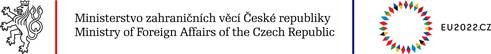 Ministerstvo zahraničních věcí České republiky
Ministry of Foreign Affairs of the Czech Republic
EU2022.CZ